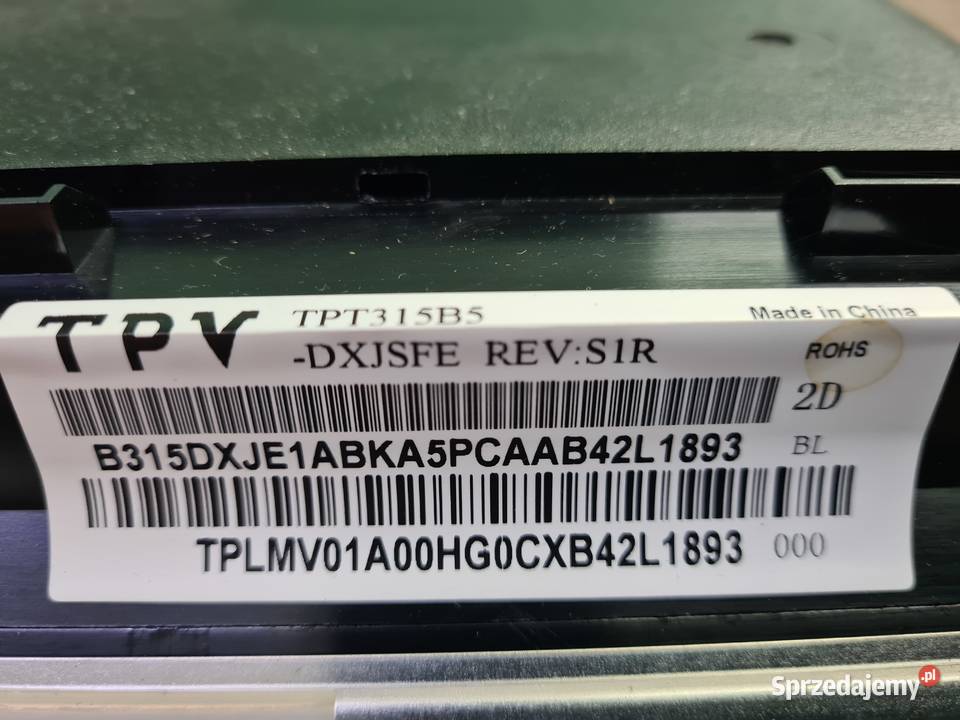 TPV TPT315B5 Made in China
-DXJSFE REV:S1R ROHS
2D
B315DXJE1ABKA5PCAAB42L1893 BL
TPLMV01A00HG0CXB42L1893 000
Sprzedajemy.pl